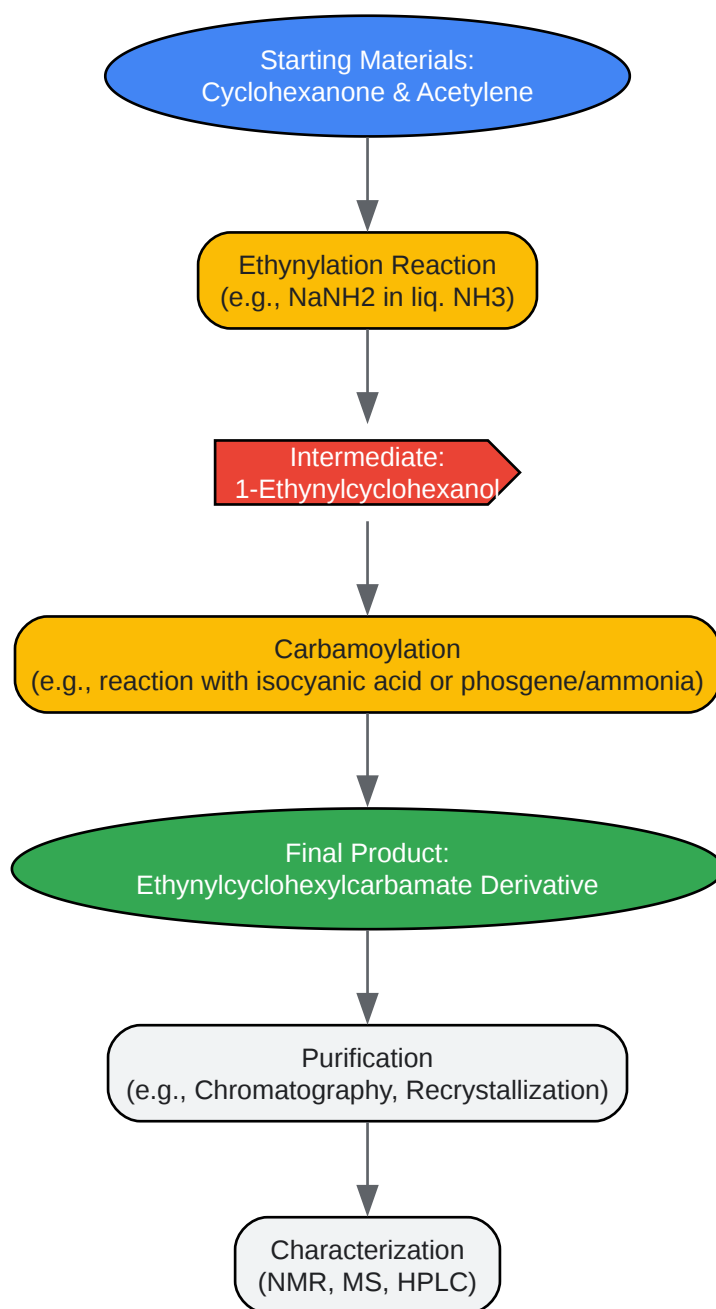 Starting Materials:
Cyclohexanone & Acetylene
Ethynylation Reaction
(e.g., NaNH2 in liq. NH3)
Intermediate:
1-Ethynylcyclohexanol
Carbamoylation
(e.g., reaction with isocyanic acid or phosgene/ammonia)
Final Product:
Ethynylcyclohexylcarbamate Derivative
Purification
(e.g., Chromatography, Recrystallization)
Characterization
(NMR, MS, HPLC)